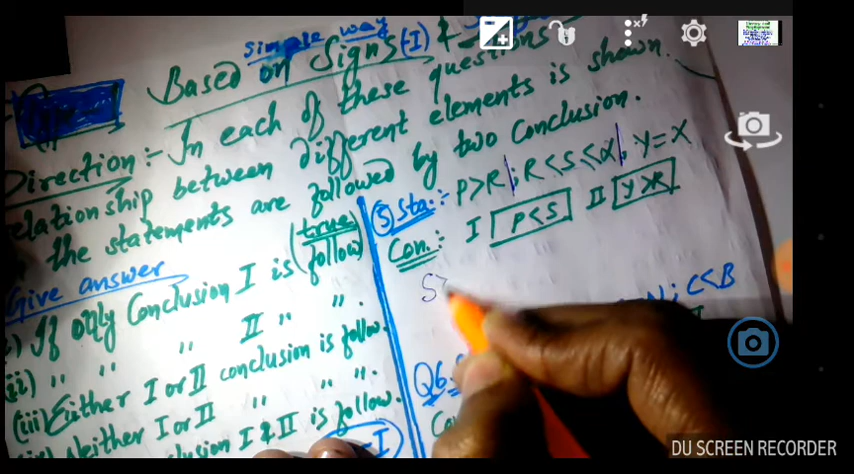 simple way
Based on Signs (I) &
Direction :- In each of these questions
relationship between different elements is shown.
the statements are followed by two Conclusion.
Give answer
If only Conclusion I is (true follow)
(ii) " " " II " " ".
(iii) Either I or II conclusion is follow.
Neither I or II " " ".
I & II is follow.
-I
(5) Sta:- P>R; R<S<α; Y=X
Con:- I P<S II Y>R
S>
; C<B
Q6.
Co
DU SCREEN RECORDER